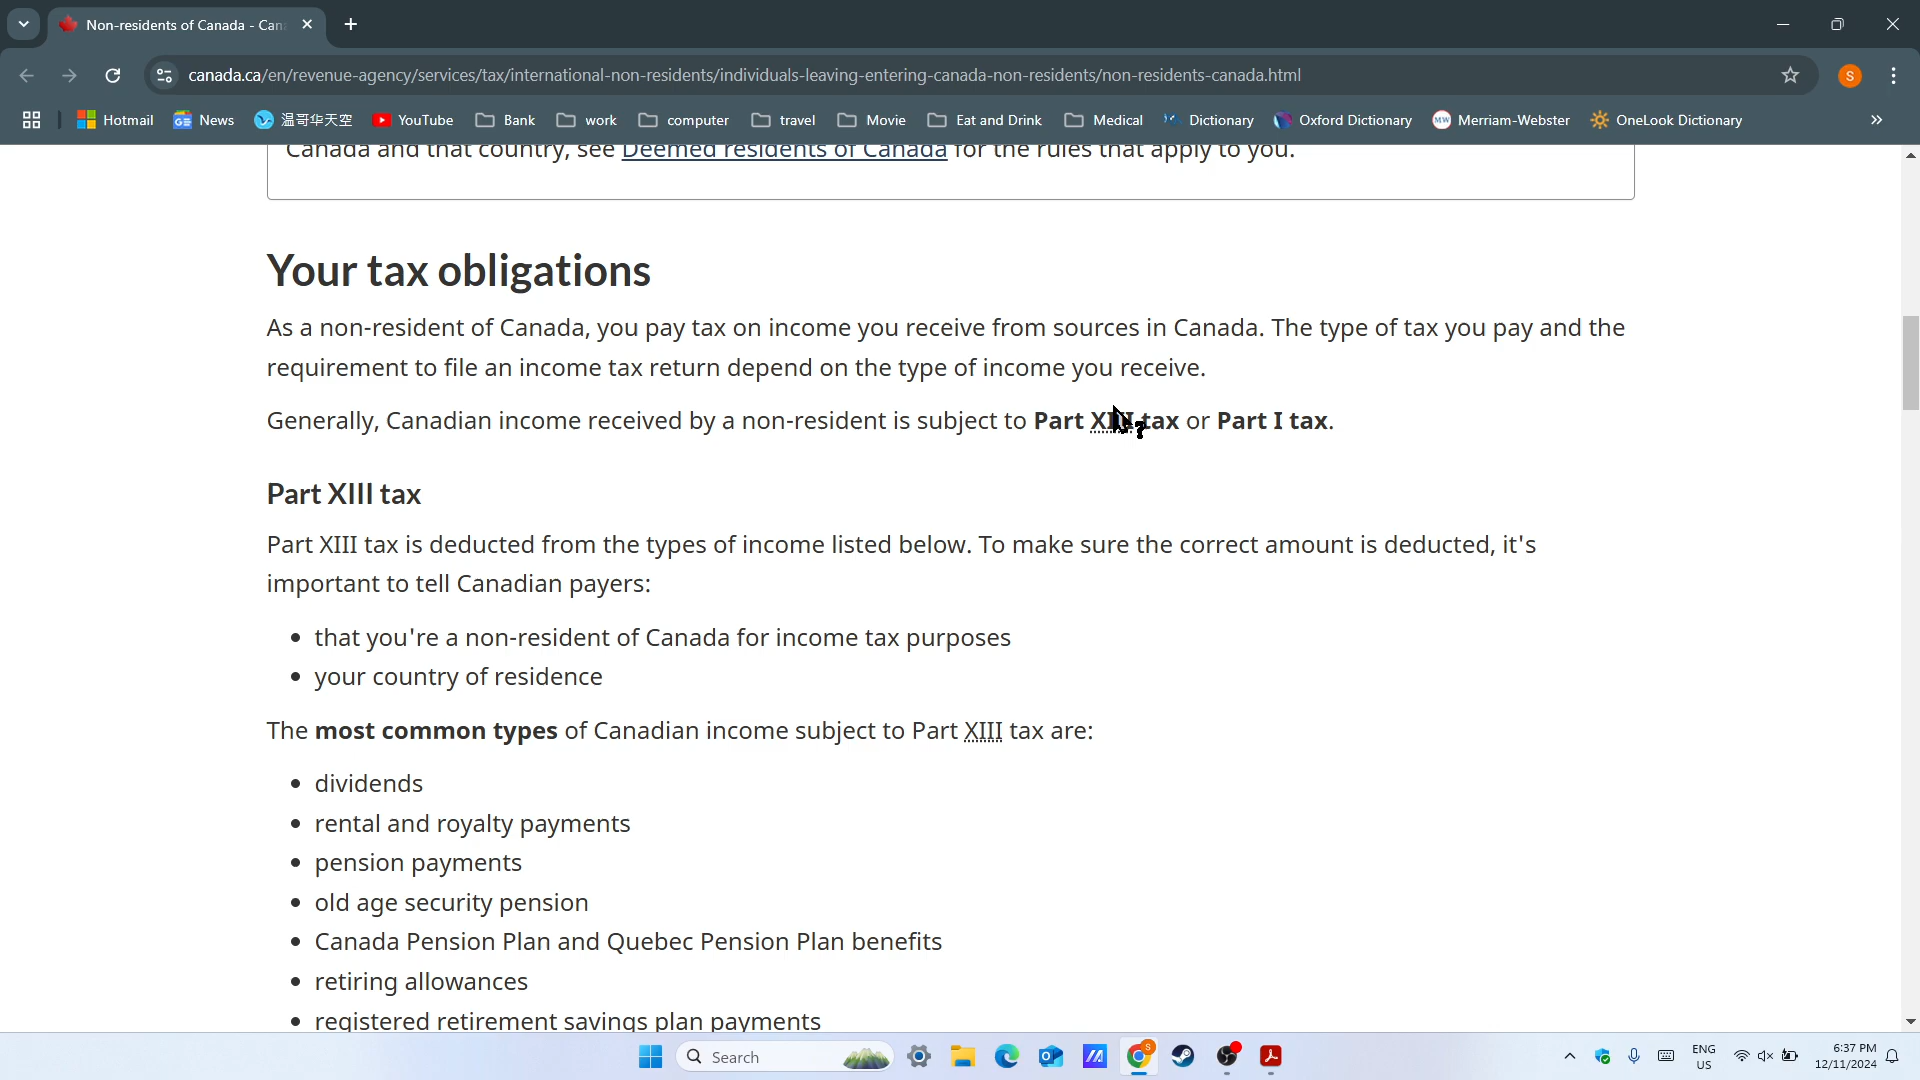 Non-residents of Canada - Can
canada.ca/en/revenue-agency/services/tax/international-non-residents/individuals-leaving-entering-canada-non-residents/non-residents-canada.html
S
Hotmail
News
温哥华天空
YouTube
Bank
work
computer
travel
Movie
Eat and Drink
Medical
Dictionary
Oxford Dictionary
Merriam-Webster
OneLook Dictionary
»
Canada and that country, see Deemed residents of Canada for the rules that apply to you.
Your tax obligations
As a non-resident of Canada, you pay tax on income you receive from sources in Canada. The type of tax you pay and the
requirement to file an income tax return depend on the type of income you receive.
Generally, Canadian income received by a non-resident is subject to Part XIII tax or Part I tax.
Part XIII tax
Part XIII tax is deducted from the types of income listed below. To make sure the correct amount is deducted, it's
important to tell Canadian payers:
• that you're a non-resident of Canada for income tax purposes
• your country of residence
The most common types of Canadian income subject to Part XIII tax are:
• dividends
• rental and royalty payments
• pension payments
• old age security pension
• Canada Pension Plan and Quebec Pension Plan benefits
• retiring allowances
• registered retirement savings plan payments
Search
ENG
US
6:37 PM
12/11/2024